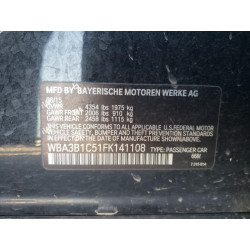 MFD BY BAYERISCHE MOTOREN WERKE AG
GVWR 4354 lbs 1975 kg
GAWR FRONT 2006 lbs 910 kg
GAWR REAR 2458 lbs 1115 kg
THIS VEHICLE CONFORMS TO ALL APPLICABLE
U.S. FEDERAL MOTOR VEHICLE SAFETY,
BUMPER, AND THEFT PREVENTION STANDARDS
IN EFFECT ON THE DATE OF
MANUFACTURE SHOWN ABOVE.
WBA3B1C51FK141108 TYPE: PASSENGER CAR